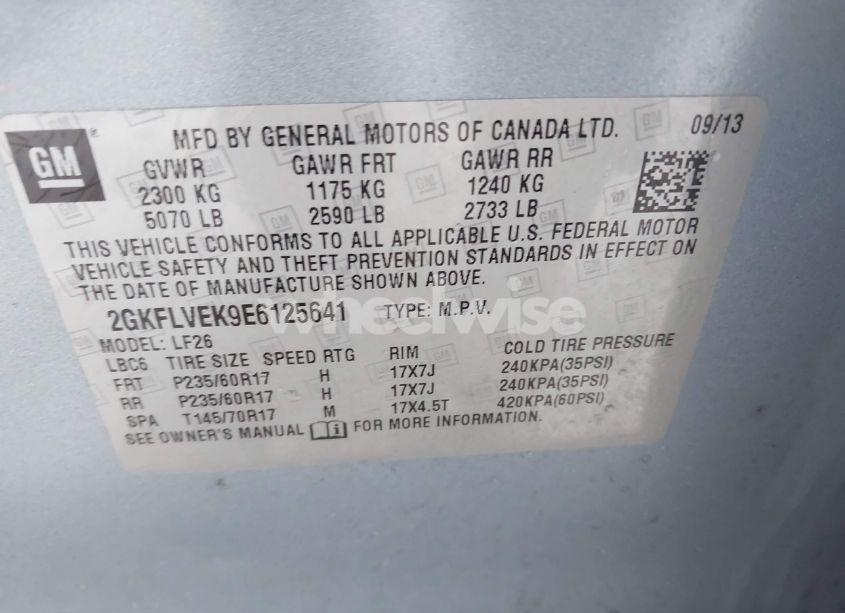 GM
MFD BY GENERAL MOTORS OF CANADA LTD. 09/13
GVWR GAWR FRT GAWR RR
2300 KG 1175 KG 1240 KG
5070 LB 2590 LB 2733 LB
THIS VEHICLE CONFORMS TO ALL APPLICABLE U.S. FEDERAL MOTOR
VEHICLE SAFETY AND THEFT PREVENTION STANDARDS IN EFFECT ON
THE DATE OF MANUFACTURE SHOWN ABOVE.
2GKFLVEK9E6125641 TYPE: M.P.V.
wheelwise
MODEL: LF26
LBC6 TIRE SIZE SPEED RTG RIM COLD TIRE PRESSURE
FRT P235/60R17 H 17X7J 240KPA(35PSI)
RR P235/60R17 H 17X7J 240KPA(35PSI)
SPA T145/70R17 M 17X4.5T 420KPA(60PSI)
SEE OWNER'S MANUAL FOR MORE INFORMATION.